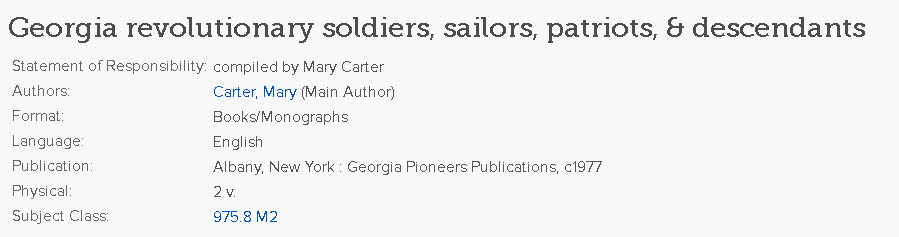 Georgia revolutionary soldiers, sailors, patriots, & descendants
Statement of Responsibility: compiled by Mary Carter
Authors: Carter, Mary (Main Author)
Format: Books/Monographs
Language: English
Publication: Albany, New York : Georgia Pioneers Publications, c1977
Physical: 2 v.
Subject Class: 975.8 M2